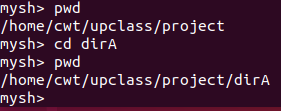 mysh> pwd
/home/cwt/upclass/project
mysh> cd dirA
mysh> pwd
/home/cwt/upclass/project/dirA
mysh>